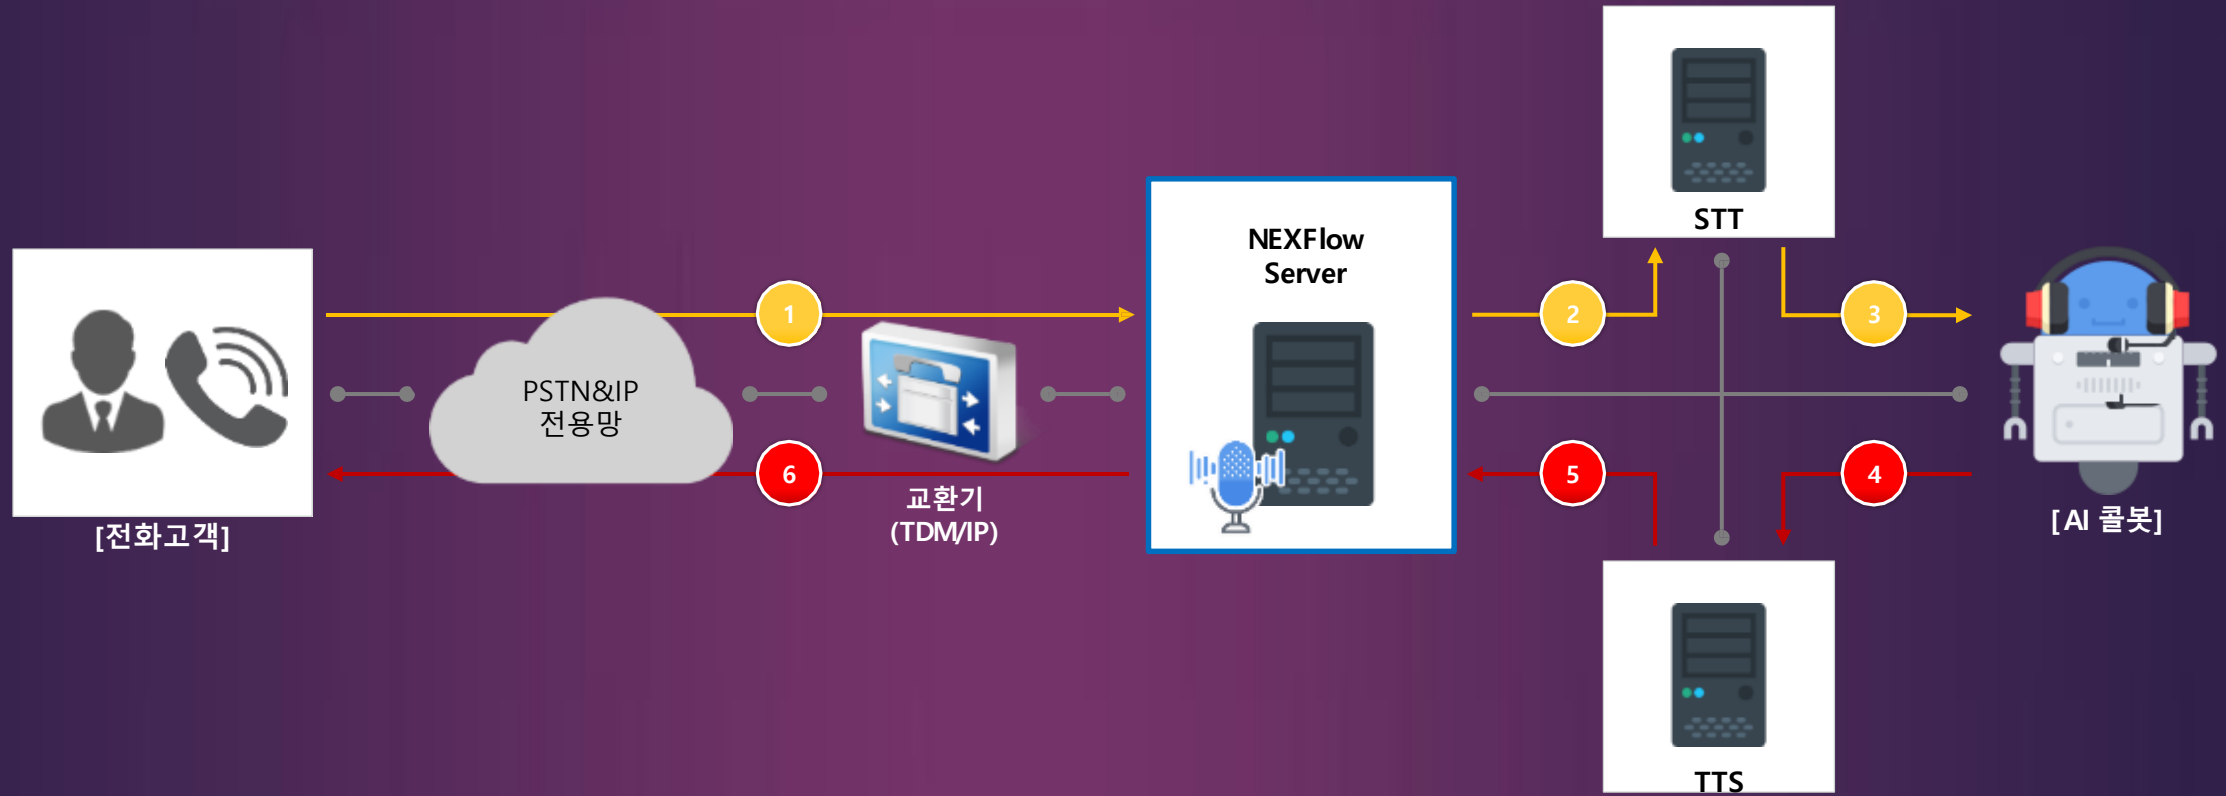 STT
NEXFlow
Server
1
2
3
PSTN&IP
전용망
6
5
4
교환기
(TDM/IP)
[전화고객]
[AI 콜봇]
TTS